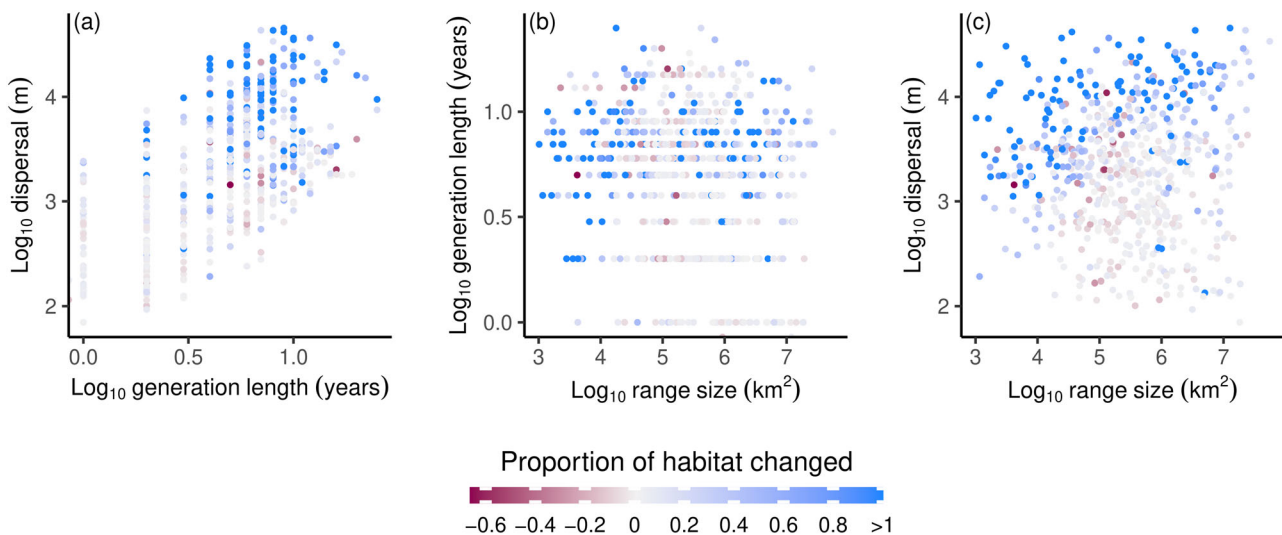 (a)
Log10 dispersal (m)
4
3
2
0.0 0.5 1.0
Log10 generation length (years)
(b)
Log10 generation length (years)
1.0
0.5
0.0
3 4 5 6 7
Log10 range size (km²)
(c)
Log10 dispersal (m)
4
3
2
3 4 5 6 7
Log10 range size (km²)
Proportion of habitat changed
−0.6 −0.4 −0.2 0 0.2 0.4 0.6 0.8 >1